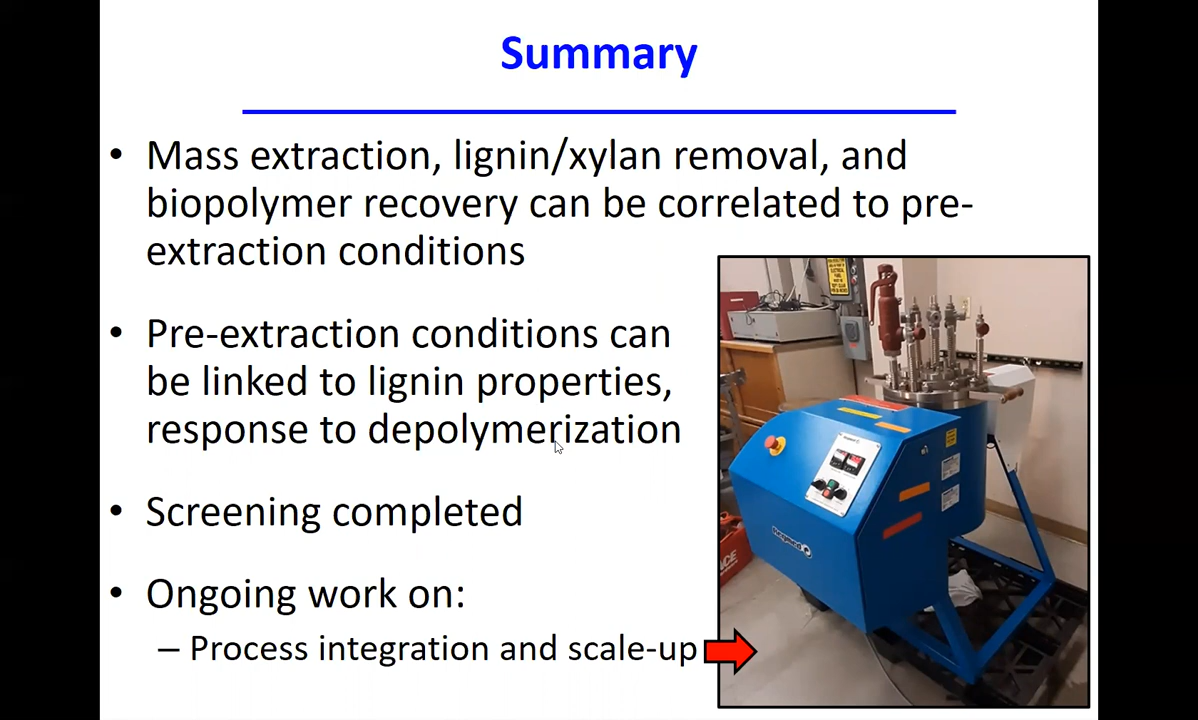 Summary
• Mass extraction, lignin/xylan removal, and
biopolymer recovery can be correlated to pre-
extraction conditions
• Pre-extraction conditions can
be linked to lignin properties,
response to depolymerization
• Screening completed
• Ongoing work on:
– Process integration and scale-up